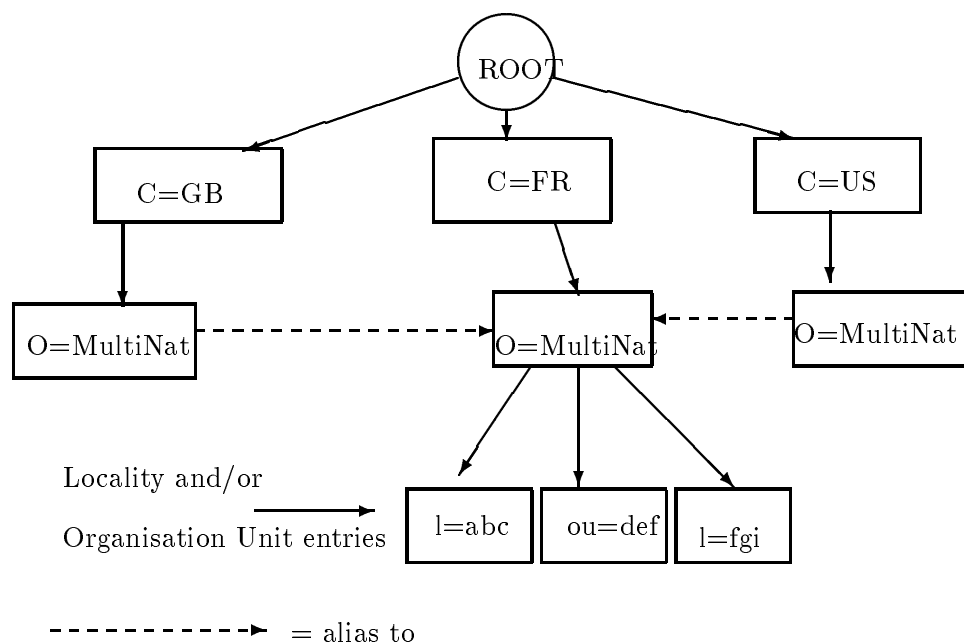 ROOT
C=GB
C=FR
C=US
O=MultiNat
O=MultiNat
O=MultiNat
Locality and/or
Organisation Unit entries
l=abc
ou=def
l=fgi
= alias to